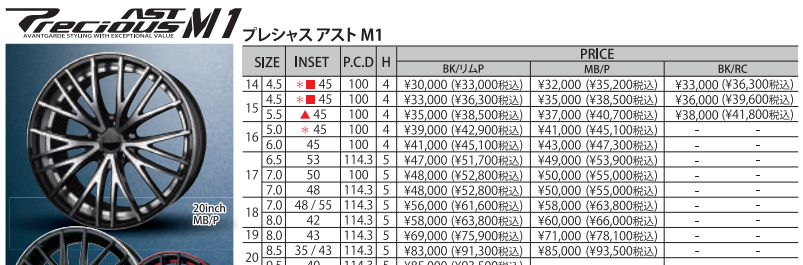 Precious AST M1
AVANTGARDE STYLING WITH EXCEPTIONAL VALUE
プレシャス アスト M1
20inch
MB/P
SIZE INSET P.C.D H PRICE
BK/リムP MB/P BK/RC
14 4.5 *■ 45 100 4 ¥30,000 (¥33,000税込) ¥32,000 (¥35,200税込) ¥33,000 (¥36,300税込)
15 4.5 *■ 45 100 4 ¥33,000 (¥36,300税込) ¥35,000 (¥38,500税込) ¥36,000 (¥39,600税込)
5.5 ▲ 45 100 4 ¥35,000 (¥38,500税込) ¥37,000 (¥40,700税込) ¥38,000 (¥41,800税込)
16 5.0 * 45 100 4 ¥39,000 (¥42,900税込) ¥41,000 (¥45,100税込) - -
6.0 45 100 4 ¥41,000 (¥45,100税込) ¥43,000 (¥47,300税込) - -
17 6.5 53 114.3 5 ¥47,000 (¥51,700税込) ¥49,000 (¥53,900税込) - -
7.0 50 100 5 ¥48,000 (¥52,800税込) ¥50,000 (¥55,000税込) - -
7.0 48 114.3 5 ¥48,000 (¥52,800税込) ¥50,000 (¥55,000税込) - -
18 7.0 48 / 55 114.3 5 ¥56,000 (¥61,600税込) ¥58,000 (¥63,800税込) - -
8.0 42 114.3 5 ¥58,000 (¥63,800税込) ¥60,000 (¥66,000税込) - -
19 8.0 43 114.3 5 ¥69,000 (¥75,900税込) ¥71,000 (¥78,100税込) - -
20 8.5 35 / 43 114.3 5 ¥83,000 (¥91,300税込) ¥85,000 (¥93,500税込) - -